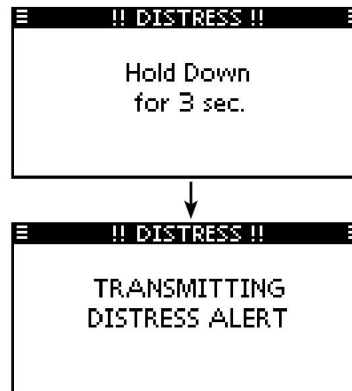 !! DISTRESS !!
Hold Down
for 3 sec.
!! DISTRESS !!
TRANSMITTING
DISTRESS ALERT